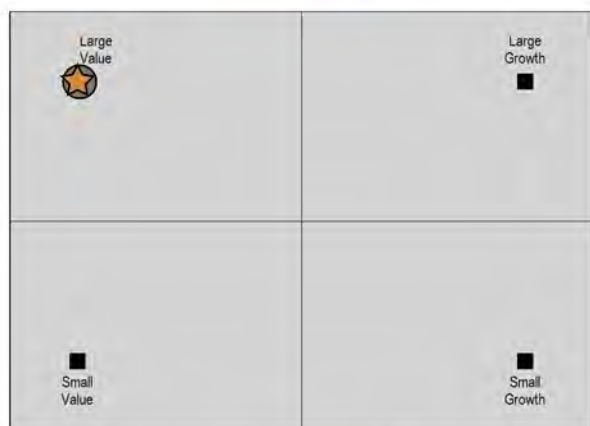 Large
Value
Large
Growth
Small
Value
Small
Growth